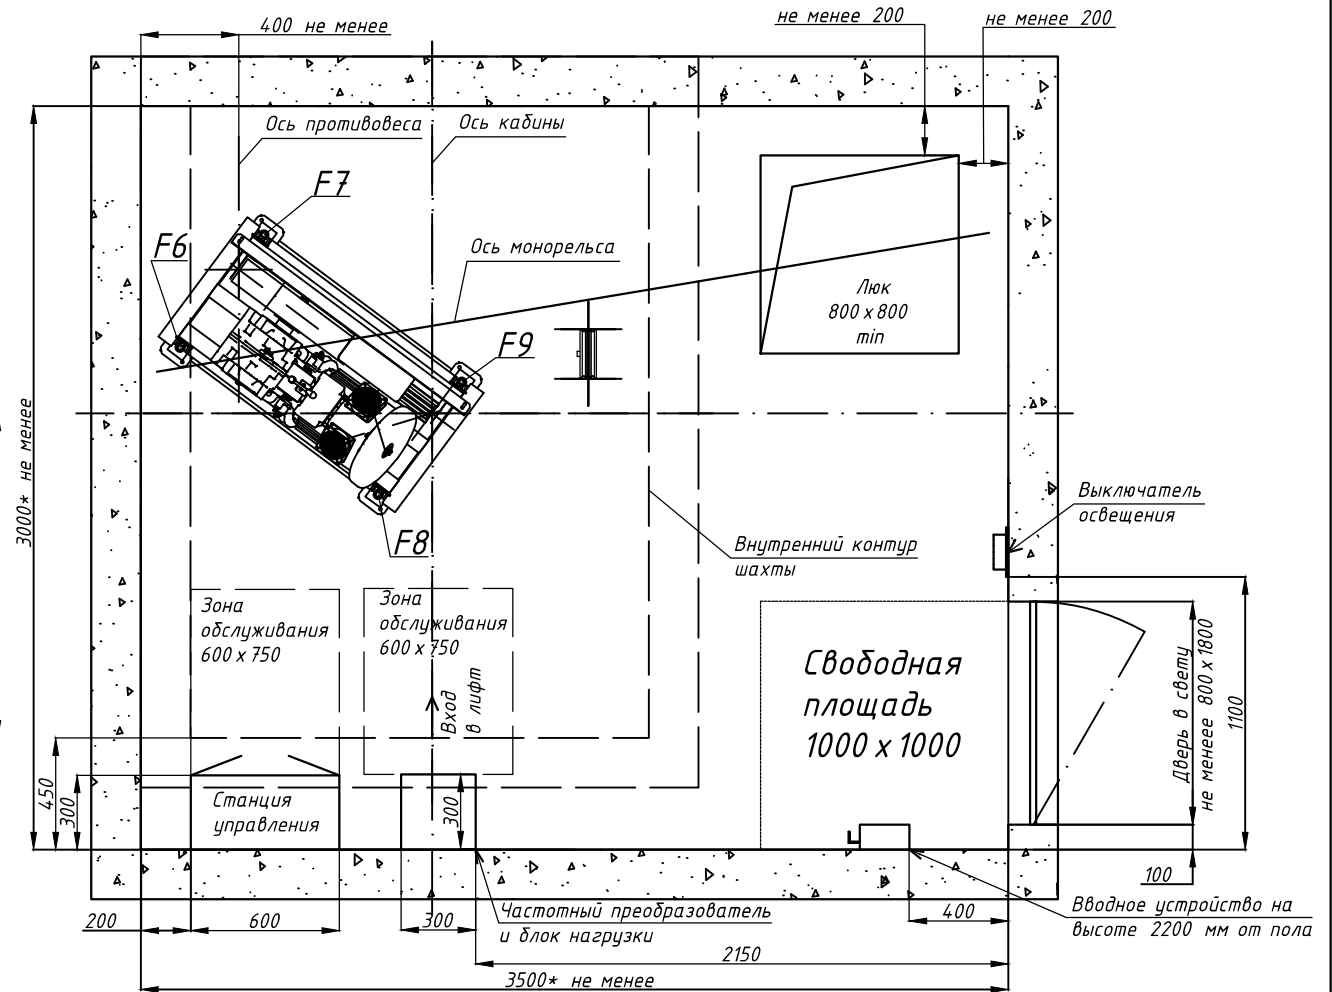 400 не менее
не менее 200
не менее 200
Ось противовеса
Ось кабины
F7
F6
Ось монорельса
Люк
800 x 800
min
F9
3000* не менее
Выключатель
освещения
F8
Внутренний контур
шахты
Зона
обслуживания
600 x 750
Зона
обслуживания
600 x 750
Вход
в лифт
Свободная
площадь
1000 x 1000
Дверь в свету
не менеее 800 x 1800
1100
450
300
Станция
управления
300
100
200
600
300
Частотный преобразователь
и блок нагрузки
400
Вводное устройство на
высоте 2200 мм от пола
2150
3500* не менее